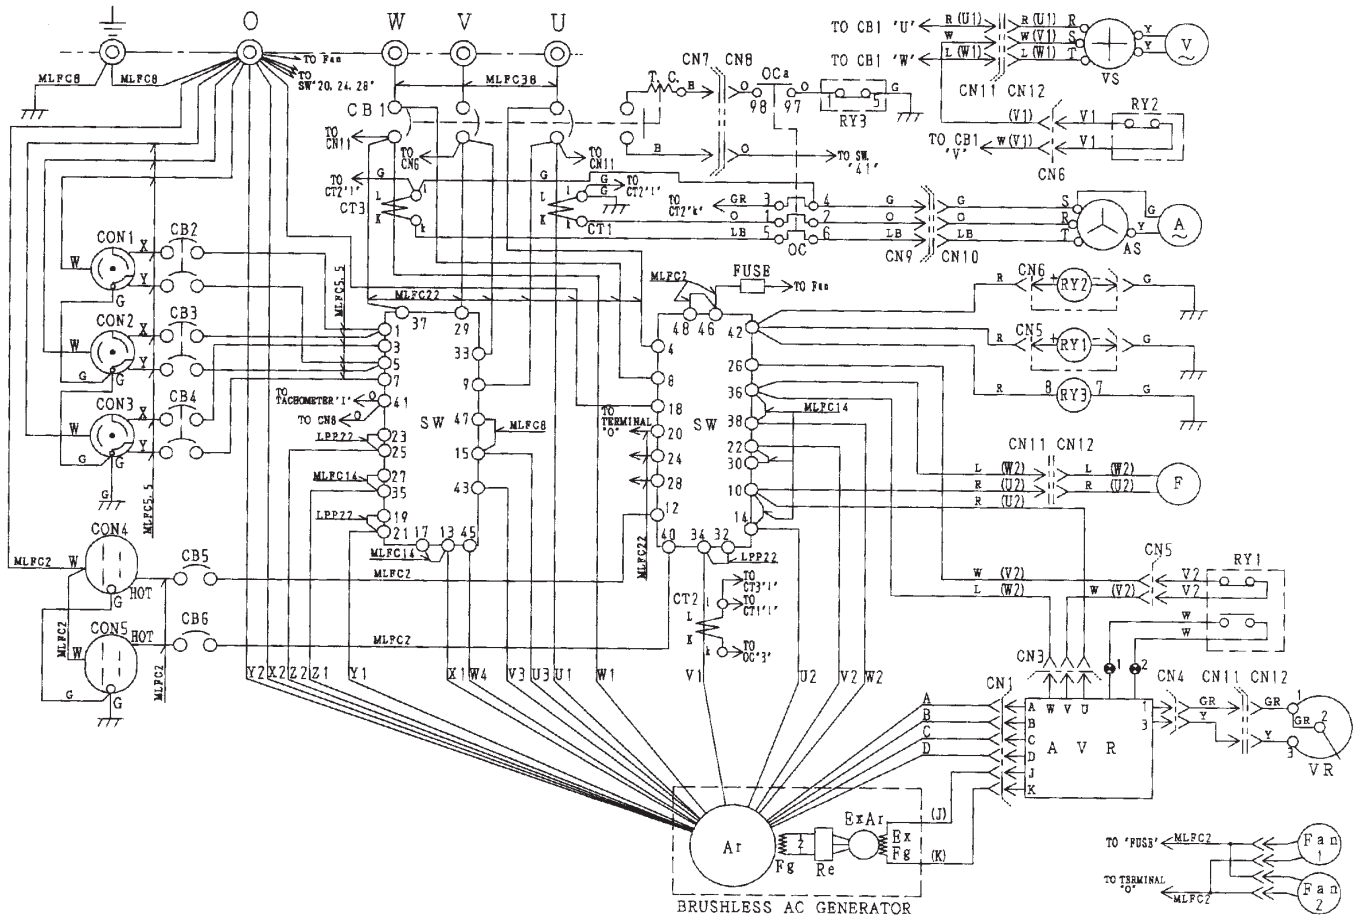 O W V U
MLFC8 MLFC8
TO Fan
TO SW"20, 24, 28"
MLFC38
CB1
TO CN11
TO CN6
TO CN11
T. C.
B
B
CN7 CN8
OCa
O 98 97 O
RY3
5
G
O
TO SW. "41"
TO CB1 'U'
R (U1) R (U1) R
W W (V1) S
TO CB1 'W'
L (W1) L (W1) T
VS
Y
Y
V
CN11 CN12
(V1) V1
RY2
TO CB1 "V"
W (V1) V1
CN6
TO CT2'l'
G
L l
CT3
K k
TO CT2'l'
L l G
K k
CT1
TO CT2'k'
GR 3 4 G G S
O 1 2 O O R
LB 5 6 LB LB T
OC
CN9 CN10
AS
G
Y
A
CON1
W X Y G
CB2
CON2
W X Y G
CB3
CON3
W X Y G
CB4
G
MLFC5.5
MLFC5.5
MLFC22
MLFC2
FUSE
TO Fan
37 29
1
3
5
7
41
23
25
27
35
19
21
17 13 45
33
9
47
15
43
SW
TO TACHOMETER'I' O
TO CN8 O
LPP22
MLFC14
LPP22
MLFC14
MLFC8
48 46
4
8
18
20
24
28
12
40 34 32
42
26
36
38
22
30
10
14
SW
TO TERMINAL "O"
MLFC22
MLFC14
LPP22
R CN6 + RY2 - G
R CN5 + RY1 - G
R 8 RY3 7 G
CN11 CN12
L (W2) L (W2)
R (U2) R (U2)
R (U2)
F
CON4
MLFC2 W
HOT
G
CB5
MLFC2
CON5
MLFC2 W
HOT
G G
CB6
MLFC2
MLFC2
CN5
W (V2) V2
L (W2) W (V2) V2
RY1
W
W
TO CT3'l'
TO CT1'l'
CT2
L l
K k
TO OC'3'
Y2 X2 Z2 Z1 Y1 X1 W4 V3 U3 U1 W1 V1 U2 V2 W2
CN3
1 2
CN1
A B C D
A B C D J K
W V U
AVR
1
3
CN4 CN11 CN12
GR GR
Y Y
1
GR 2
3
VR
(J)
(K)
Ar
Fg
1 2
Re
ExAr
Ex
Fg
BRUSHLESS AC GENERATOR
TO 'FUSE' MLFC2
TO TERMINAL "O" MLFC2
Fan 1
Fan 2